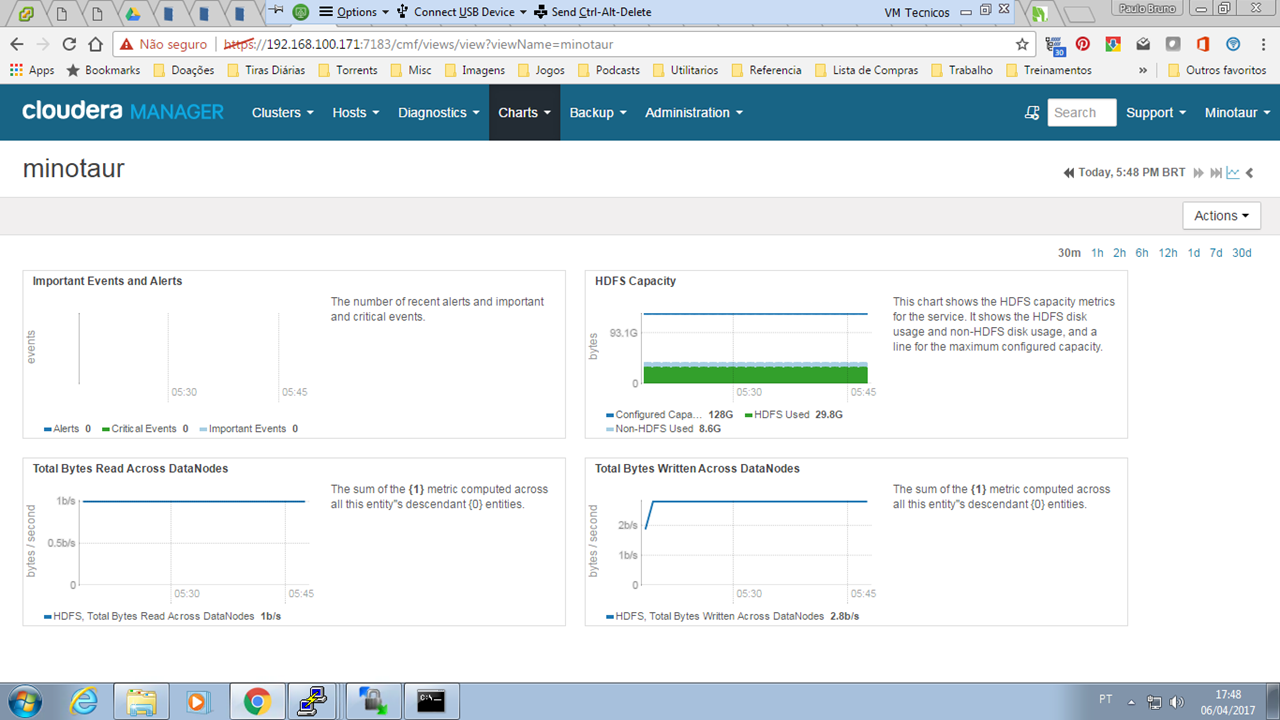 Options Connect USB Device Send Ctrl-Alt-Delete VM Tecnicos Paulo Bruno
Não seguro https://192.168.100.171:7183/cmf/views/view?viewName=minotaur
30
Apps Bookmarks Doações Tiras Diárias Torrents Misc Imagens Jogos Podcasts Utilitarios Referencia Lista de Compras Trabalho Treinamentos » Outros favoritos
cloudera MANAGER Clusters Hosts Diagnostics Charts Backup Administration Search Support Minotaur
minotaur
Today, 5:48 PM BRT
Actions
30m 1h 2h 6h 12h 1d 7d 30d
Important Events and Alerts
The number of recent alerts and important
and critical events.
events
05:30 05:45
Alerts 0 Critical Events 0 Important Events 0
HDFS Capacity
This chart shows the HDFS capacity metrics
for the service. It shows the HDFS disk
usage and non-HDFS disk usage, and a
line for the maximum configured capacity.
bytes
93.1G
0
05:30 05:45
Configured Capa... 128G HDFS Used 29.8G
Non-HDFS Used 8.6G
Total Bytes Read Across DataNodes
The sum of the {1} metric computed across
all this entity"s descendant {0} entities.
bytes / second
1b/s
0.5b/s
0
05:30 05:45
HDFS, Total Bytes Read Across DataNodes 1b/s
Total Bytes Written Across DataNodes
The sum of the {1} metric computed across
all this entity"s descendant {0} entities.
bytes / second
2b/s
1b/s
0
05:30 05:45
HDFS, Total Bytes Written Across DataNodes 2.8b/s
C:\.
PT
17:48
06/04/2017